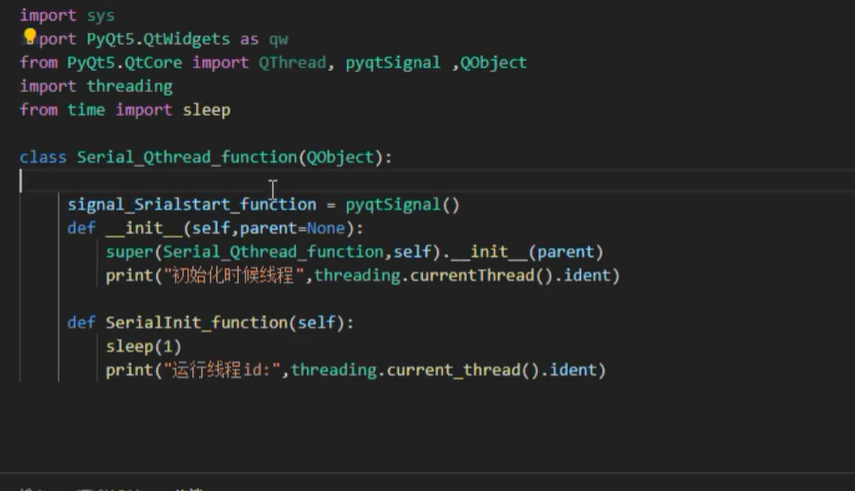 import sys
import PyQt5.QtWidgets as qw
from PyQt5.QtCore import QThread, pyqtSignal ,QObject
import threading
from time import sleep
class Serial_Qthread_function(QObject):
signal_Srialstart_function = pyqtSignal()
def __init__(self,parent=None):
super(Serial_Qthread_function,self).__init__(parent)
print("初始化时候线程",threading.currentThread().ident)
def SerialInit_function(self):
sleep(1)
print("运行线程id:",threading.current_thread().ident)